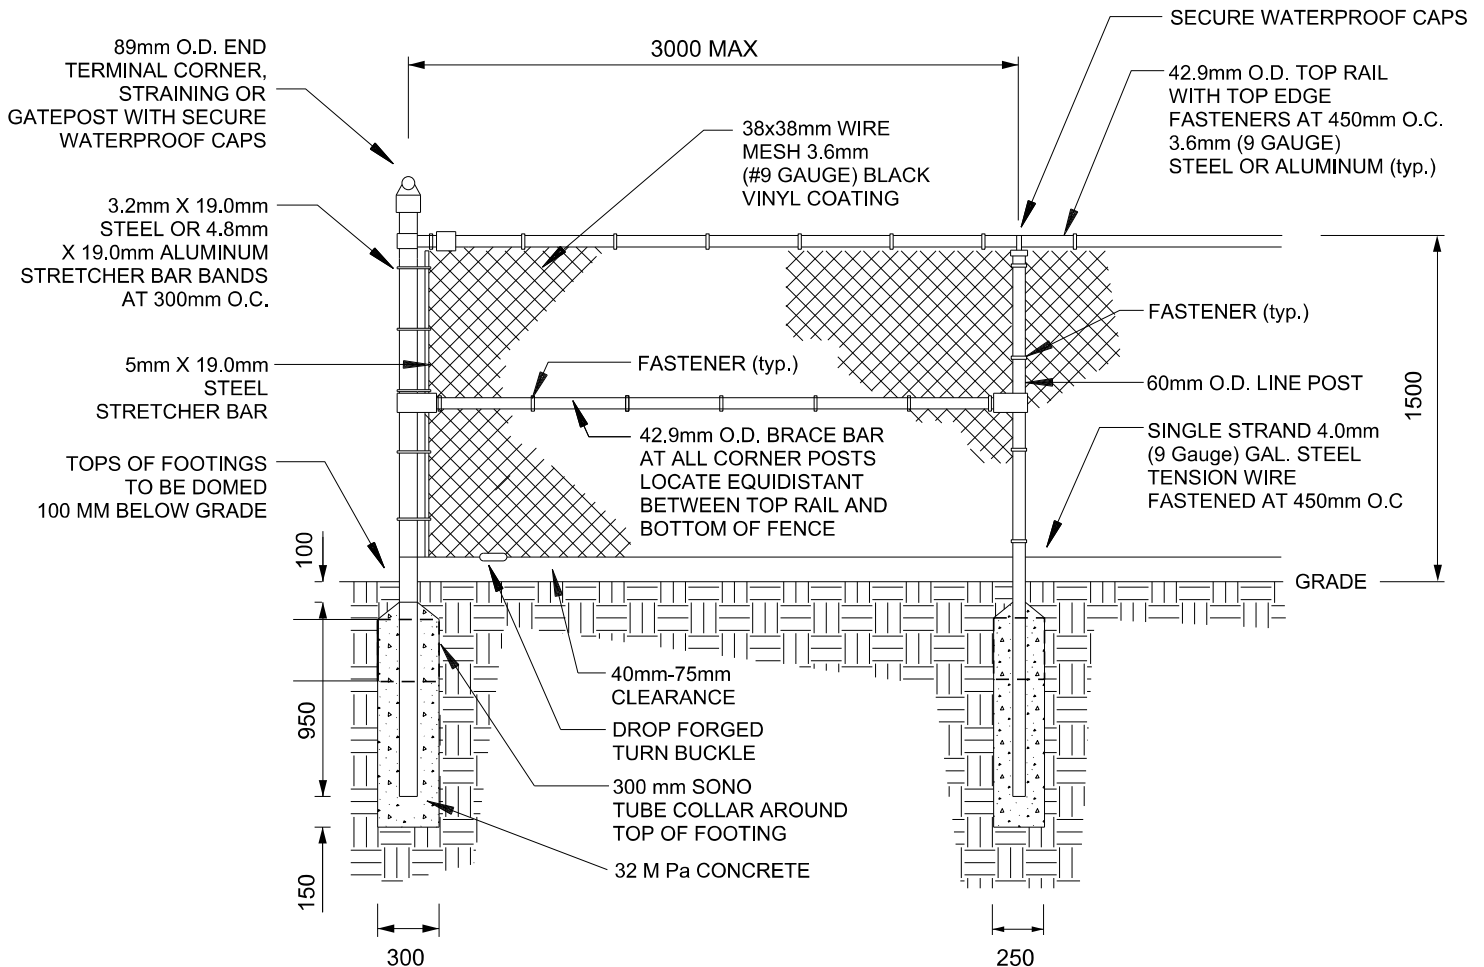 SECURE WATERPROOF CAPS
3000 MAX
89mm O.D. END
TERMINAL CORNER,
STRAINING OR
GATEPOST WITH SECURE
WATERPROOF CAPS
42.9mm O.D. TOP RAIL
WITH TOP EDGE
FASTENERS AT 450mm O.C.
3.6mm (9 GAUGE)
STEEL OR ALUMINUM (typ.)
38x38mm WIRE
MESH 3.6mm
(#9 GAUGE) BLACK
VINYL COATING
3.2mm X 19.0mm
STEEL OR 4.8mm
X 19.0mm ALUMINUM
STRETCHER BAR BANDS
AT 300mm O.C.
FASTENER (typ.)
5mm X 19.0mm
STEEL
STRETCHER BAR
FASTENER (typ.)
60mm O.D. LINE POST
1500
42.9mm O.D. BRACE BAR
AT ALL CORNER POSTS
LOCATE EQUIDISTANT
BETWEEN TOP RAIL AND
BOTTOM OF FENCE
SINGLE STRAND 4.0mm
(9 Gauge) GAL. STEEL
TENSION WIRE
FASTENED AT 450mm O.C
TOPS OF FOOTINGS
TO BE DOMED
100 MM BELOW GRADE
100
GRADE
40mm-75mm
CLEARANCE
950
DROP FORGED
TURN BUCKLE
300 mm SONO
TUBE COLLAR AROUND
TOP OF FOOTING
32 M Pa CONCRETE
150
300
250